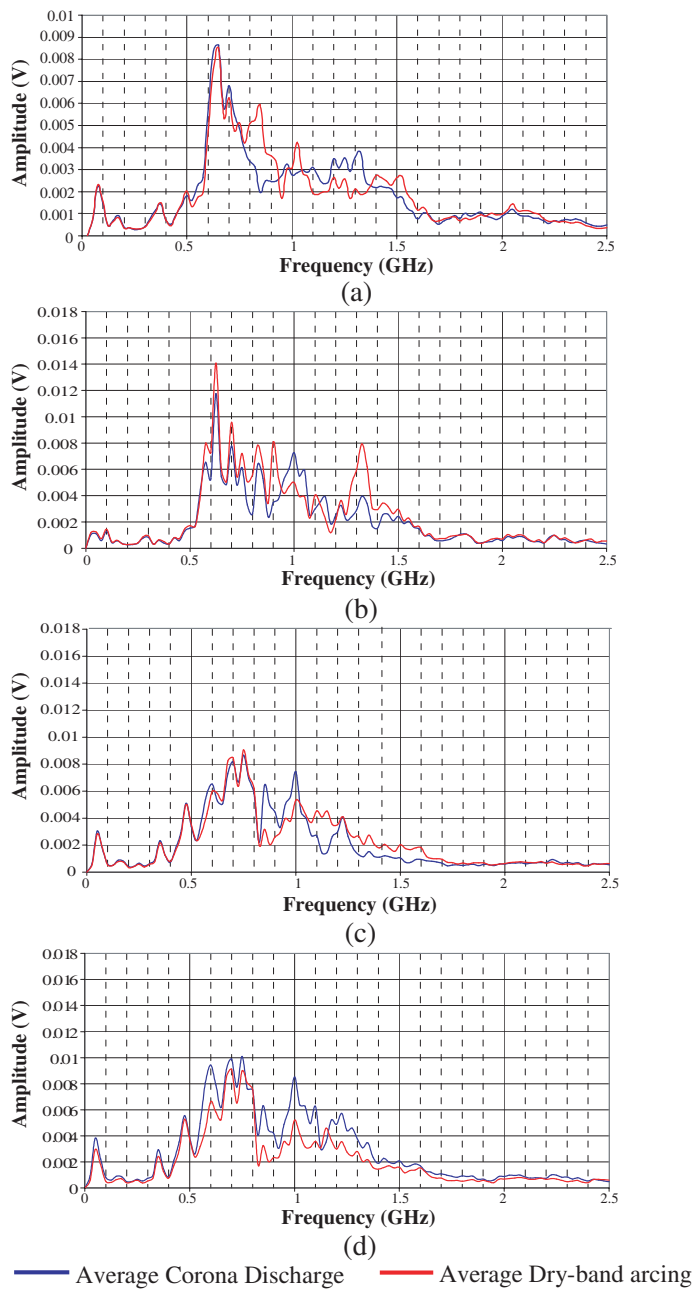 0.01
0.009
0.008
0.007
0.006
0.005
0.004
0.003
0.002
0.001
0
Amplitude (V)
0 0.5 1 1.5 2 2.5
Frequency (GHz)
(a)
0.018
0.016
0.014
0.012
0.01
0.008
0.006
0.004
0.002
0
Amplitude (V)
0 0.5 1 1.5 2 2.5
Frequency (GHz)
(b)
0.018
0.016
0.014
0.012
0.01
0.008
0.006
0.004
0.002
0
Amplitude (V)
0 0.5 1 1.5 2 2.5
Frequency (GHz)
(c)
0.018
0.016
0.014
0.012
0.01
0.008
0.006
0.004
0.002
0
Amplitude (V)
0 0.5 1 1.5 2 2.5
Frequency (GHz)
(d)
Average Corona Discharge Average Dry-band arcing